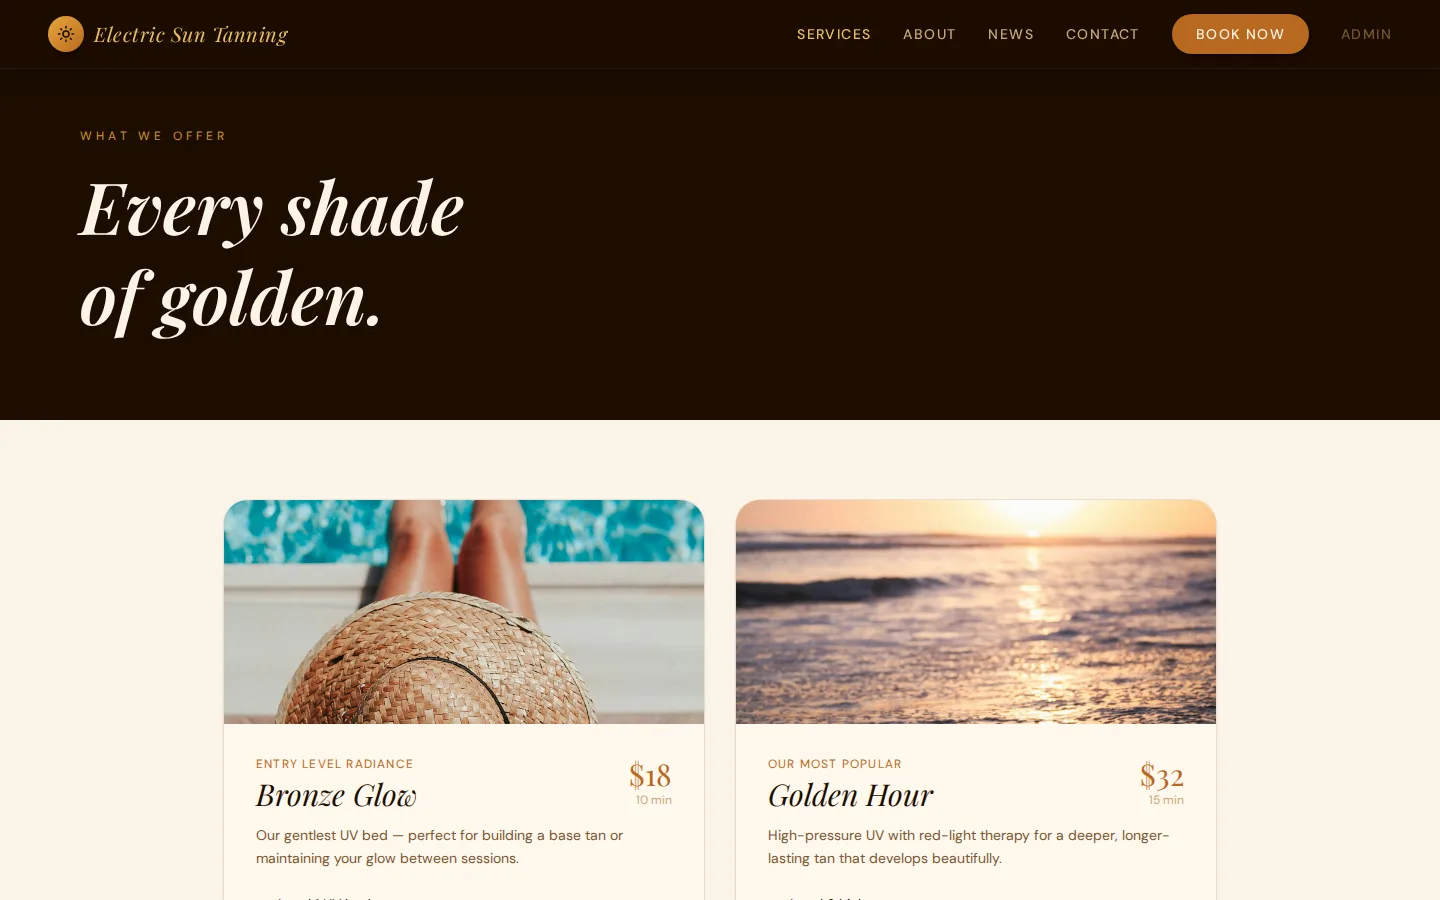 Electric Sun Tanning
SERVICES
ABOUT
NEWS
CONTACT
BOOK NOW
ADMIN
WHAT WE OFFER
Every shade
of golden.
ENTRY LEVEL RADIANCE
Bronze Glow
$18
10 min
Our gentlest UV bed — perfect for building a base tan or
maintaining your glow between sessions.
OUR MOST POPULAR
Golden Hour
$32
15 min
High-pressure UV with red-light therapy for a deeper, longer-
lasting tan that develops beautifully.